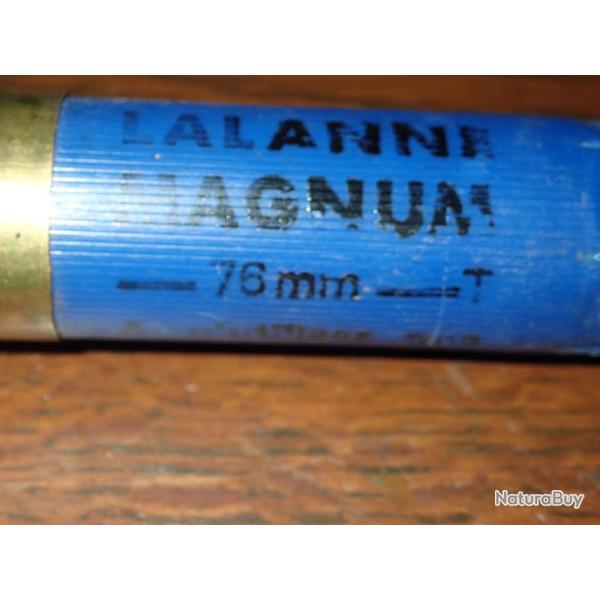 LALANNE
MAGNUM
— 76mm — T
NaturaBuy